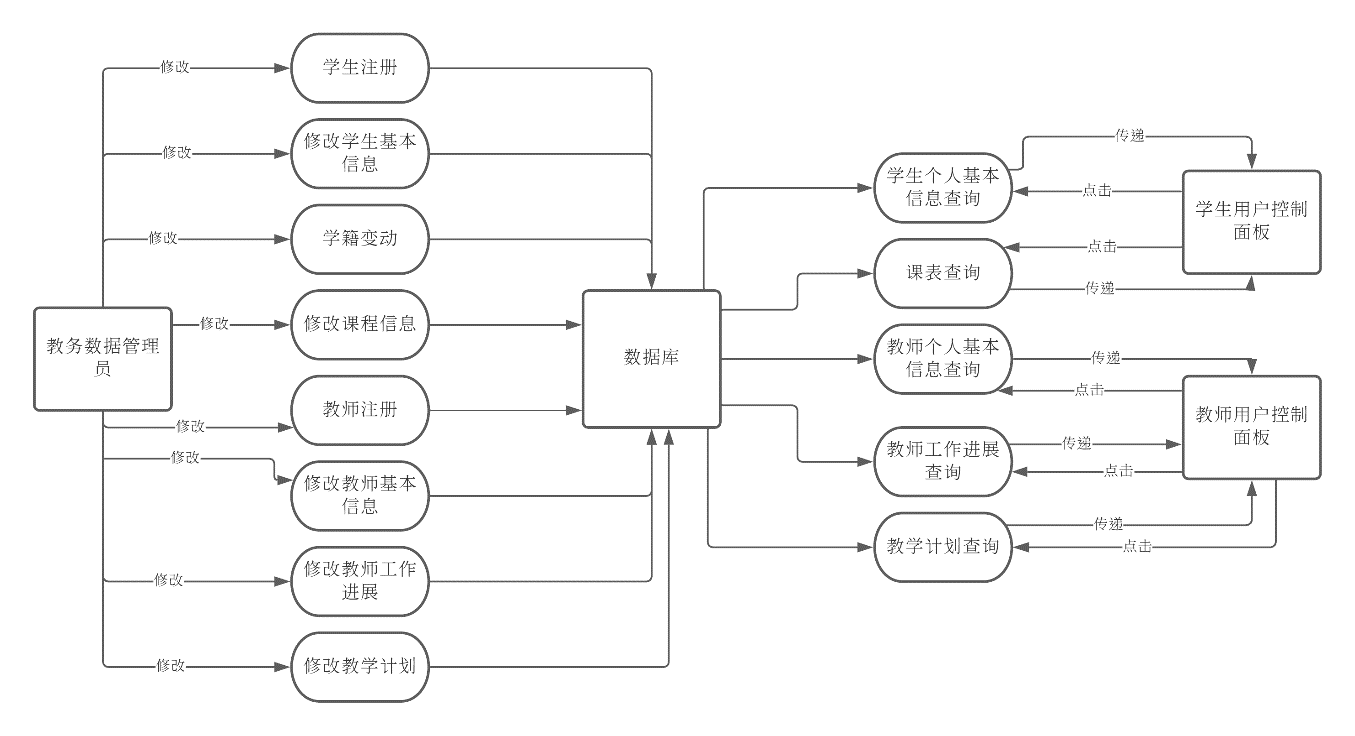 修改
学生注册
修改
修改学生基本
信息
修改
学籍变动
教务数据管理
员
修改
修改课程信息
修改
教师注册
修改
修改教师基本
信息
修改
修改教师工作
进展
修改
修改教学计划
数据库
学生个人基本
信息查询
传递
点击
课表查询
点击
传递
学生用户控制
面板
教师个人基本
信息查询
传递
点击
教师工作进展
查询
传递
点击
教师用户控制
面板
教学计划查询
传递
点击